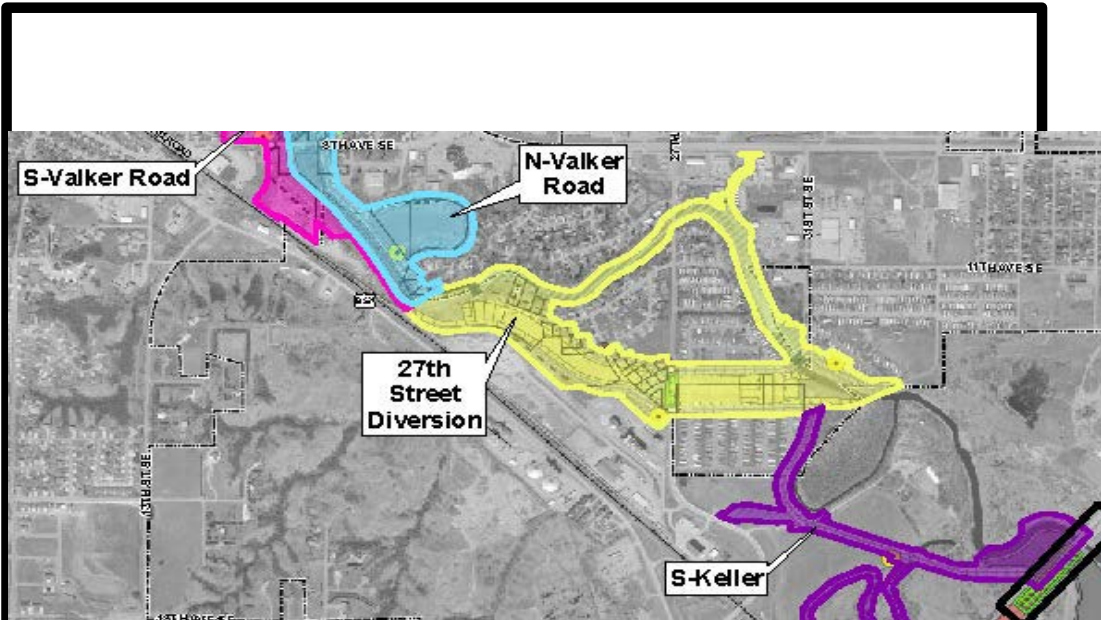 8TH AVE SE
S-Valker Road
N-Valker
Road
27TH
31ST ST SE
11TH AVE SE
27th
Street
Diversion
13TH ST SE
S-Keller